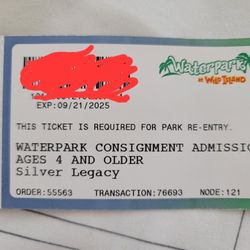 Waterpark
AT WILD ISLAND
EXP:09/21/2025
THIS TICKET IS REQUIRED FOR PARK RE-ENTRY.
WATERPARK CONSIGNMENT ADMISSIO
AGES 4 AND OLDER
Silver Legacy
ORDER:55563 TRANSACTION:76693 NODE:121